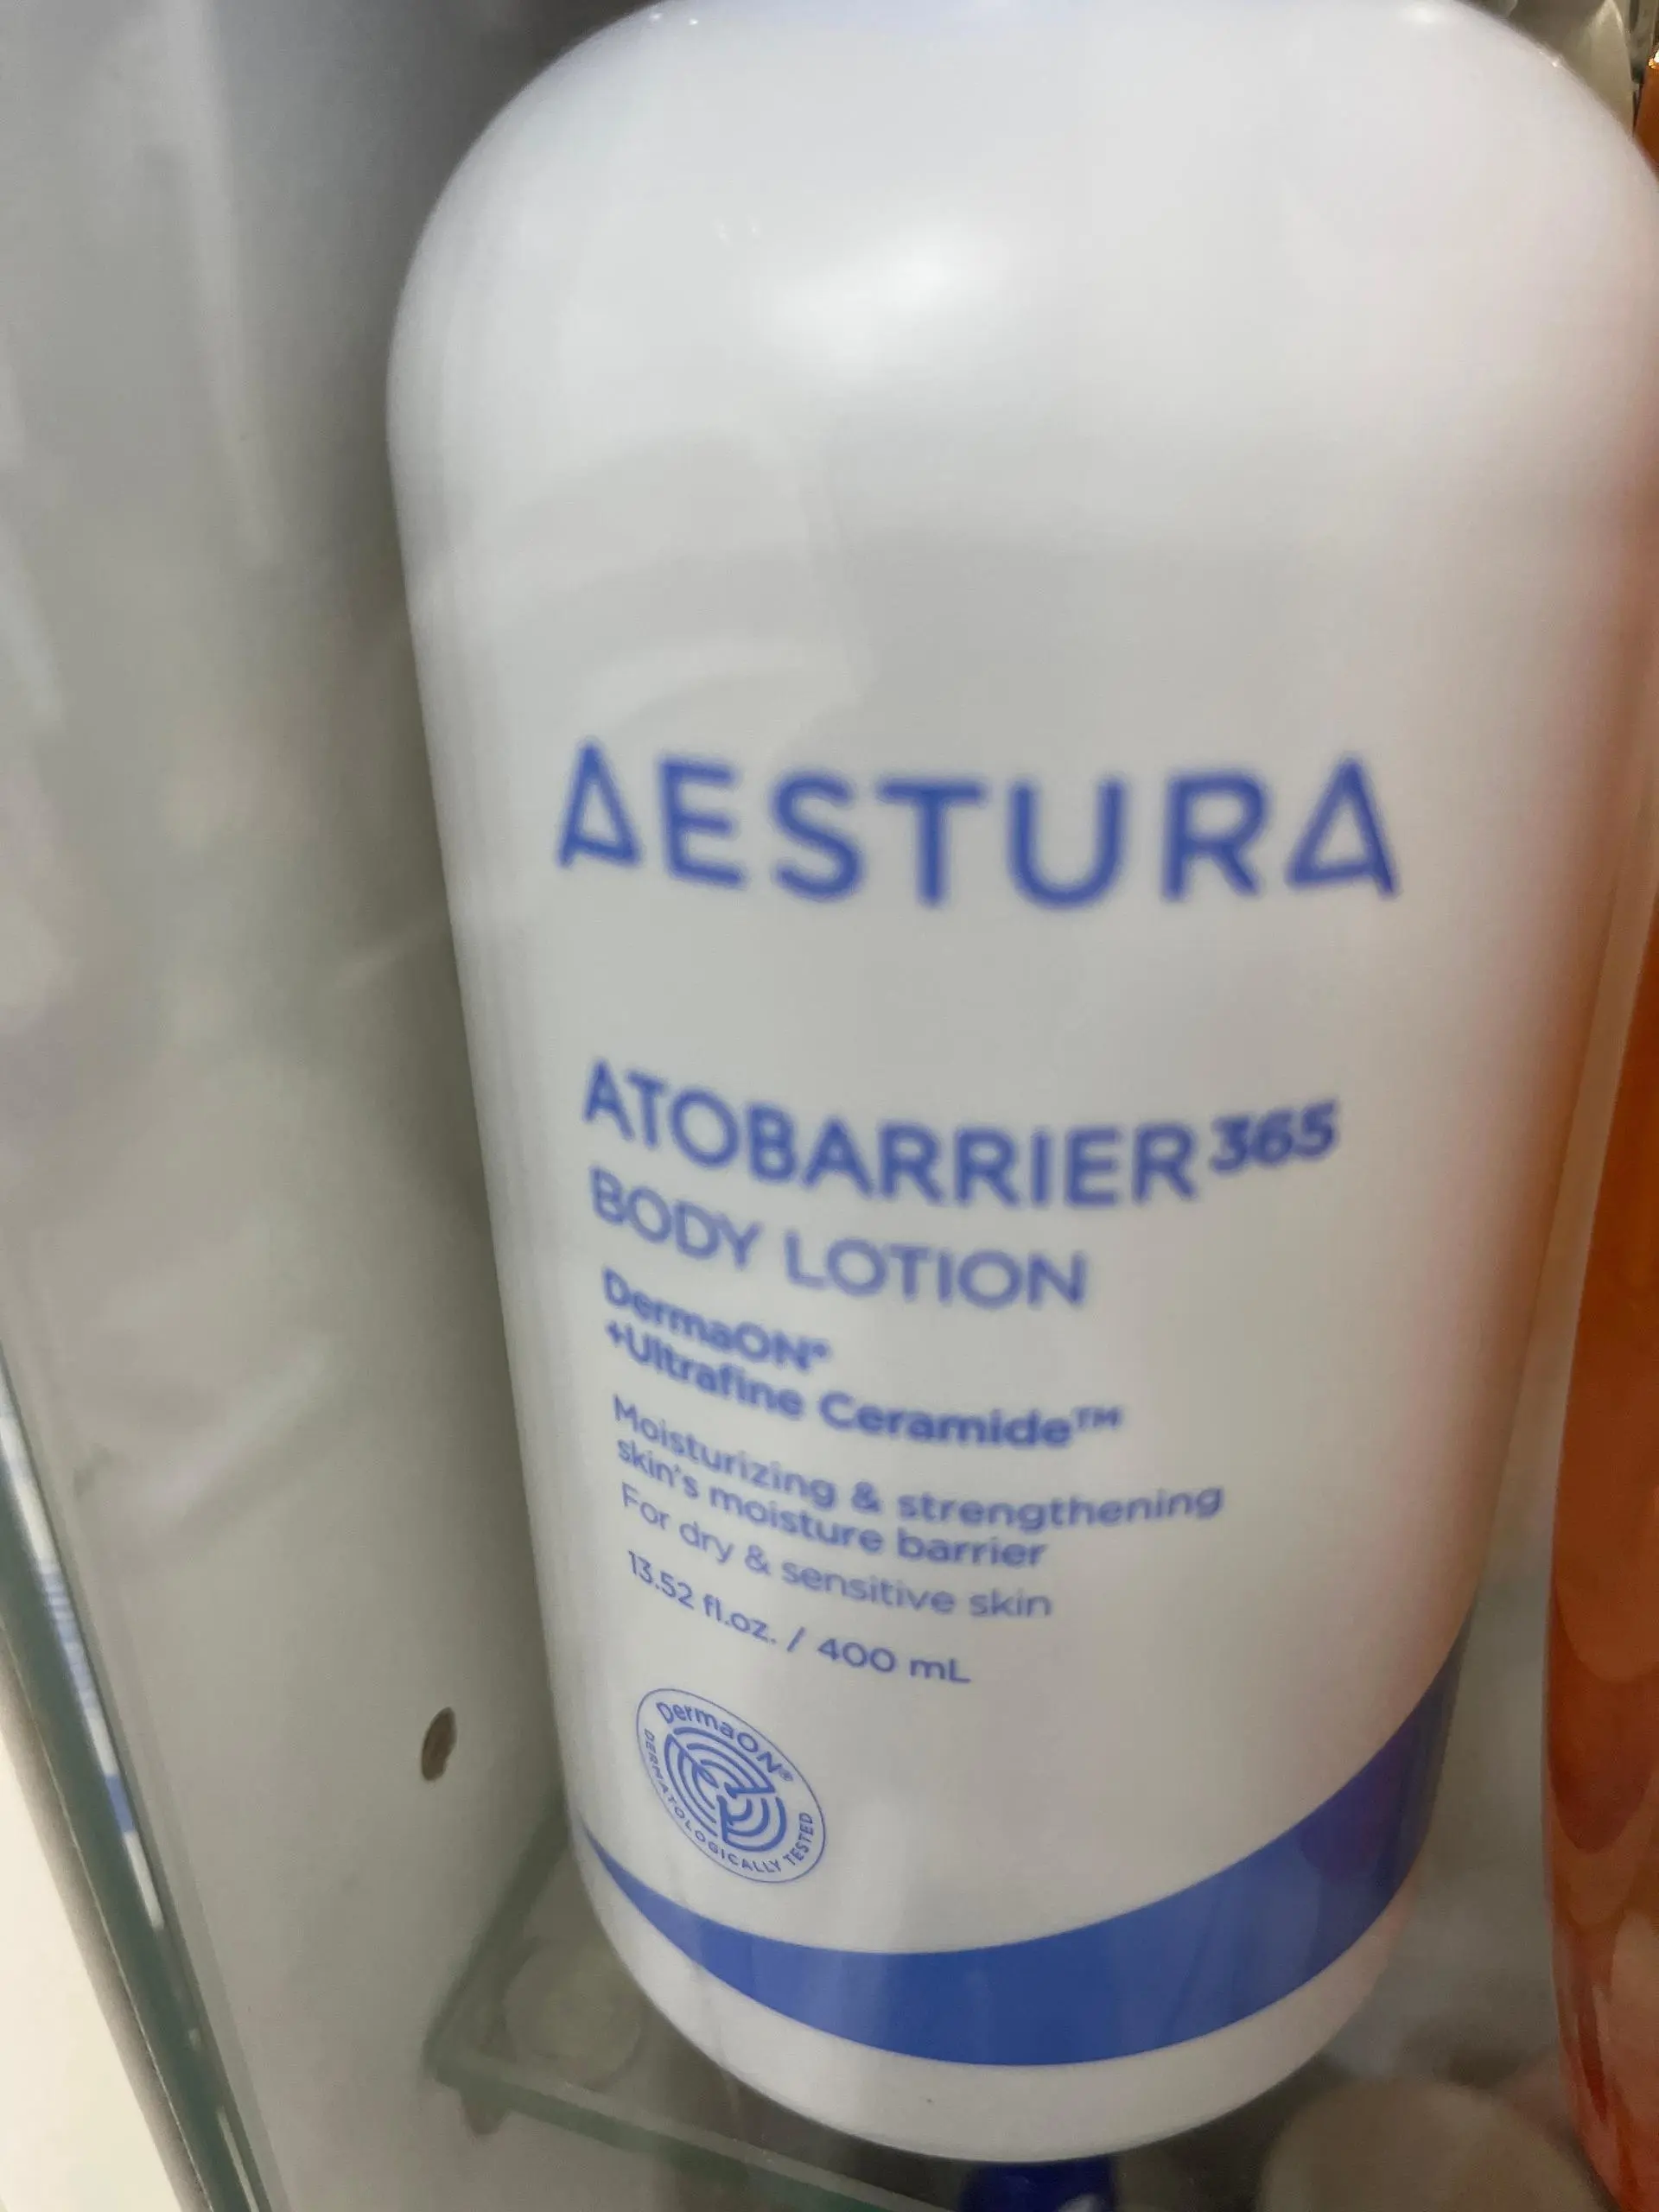 AESTURA
ATOBARRIER365
BODY LOTION
DermaON®
+Ultrafine Ceramide™
Moisturizing & strengthening
skin's moisture barrier
For dry & sensitive skin
13.52 fl.oz. / 400 mL
DermaON®
DERMATOLOGICALLY TESTED